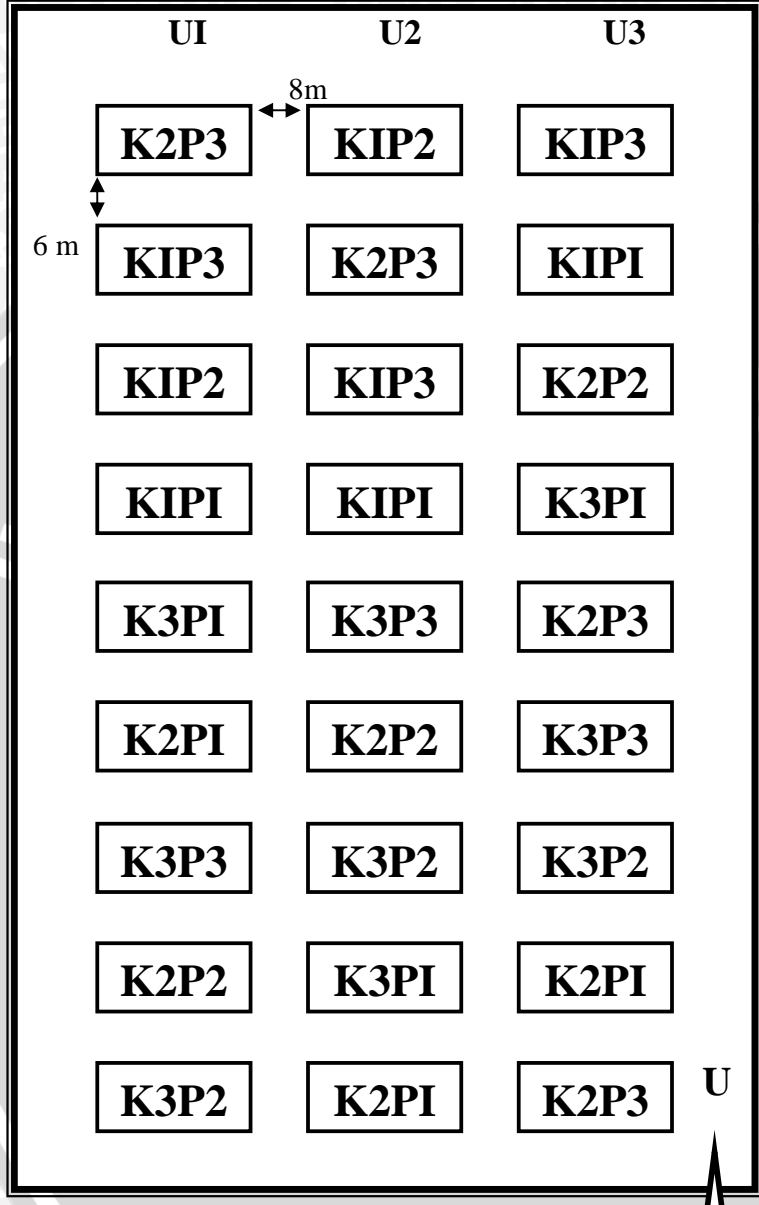 UI U2 U3
8m
K2P3 KIP2 KIP3
6 m
KIP3 K2P3 KIPI
KIP2 KIP3 K2P2
KIPI KIPI K3PI
K3PI K3P3 K2P3
K2PI K2P2 K3P3
K3P3 K3P2 K3P2
K2P2 K3PI K2PI
U
K3P2 K2PI K2P3